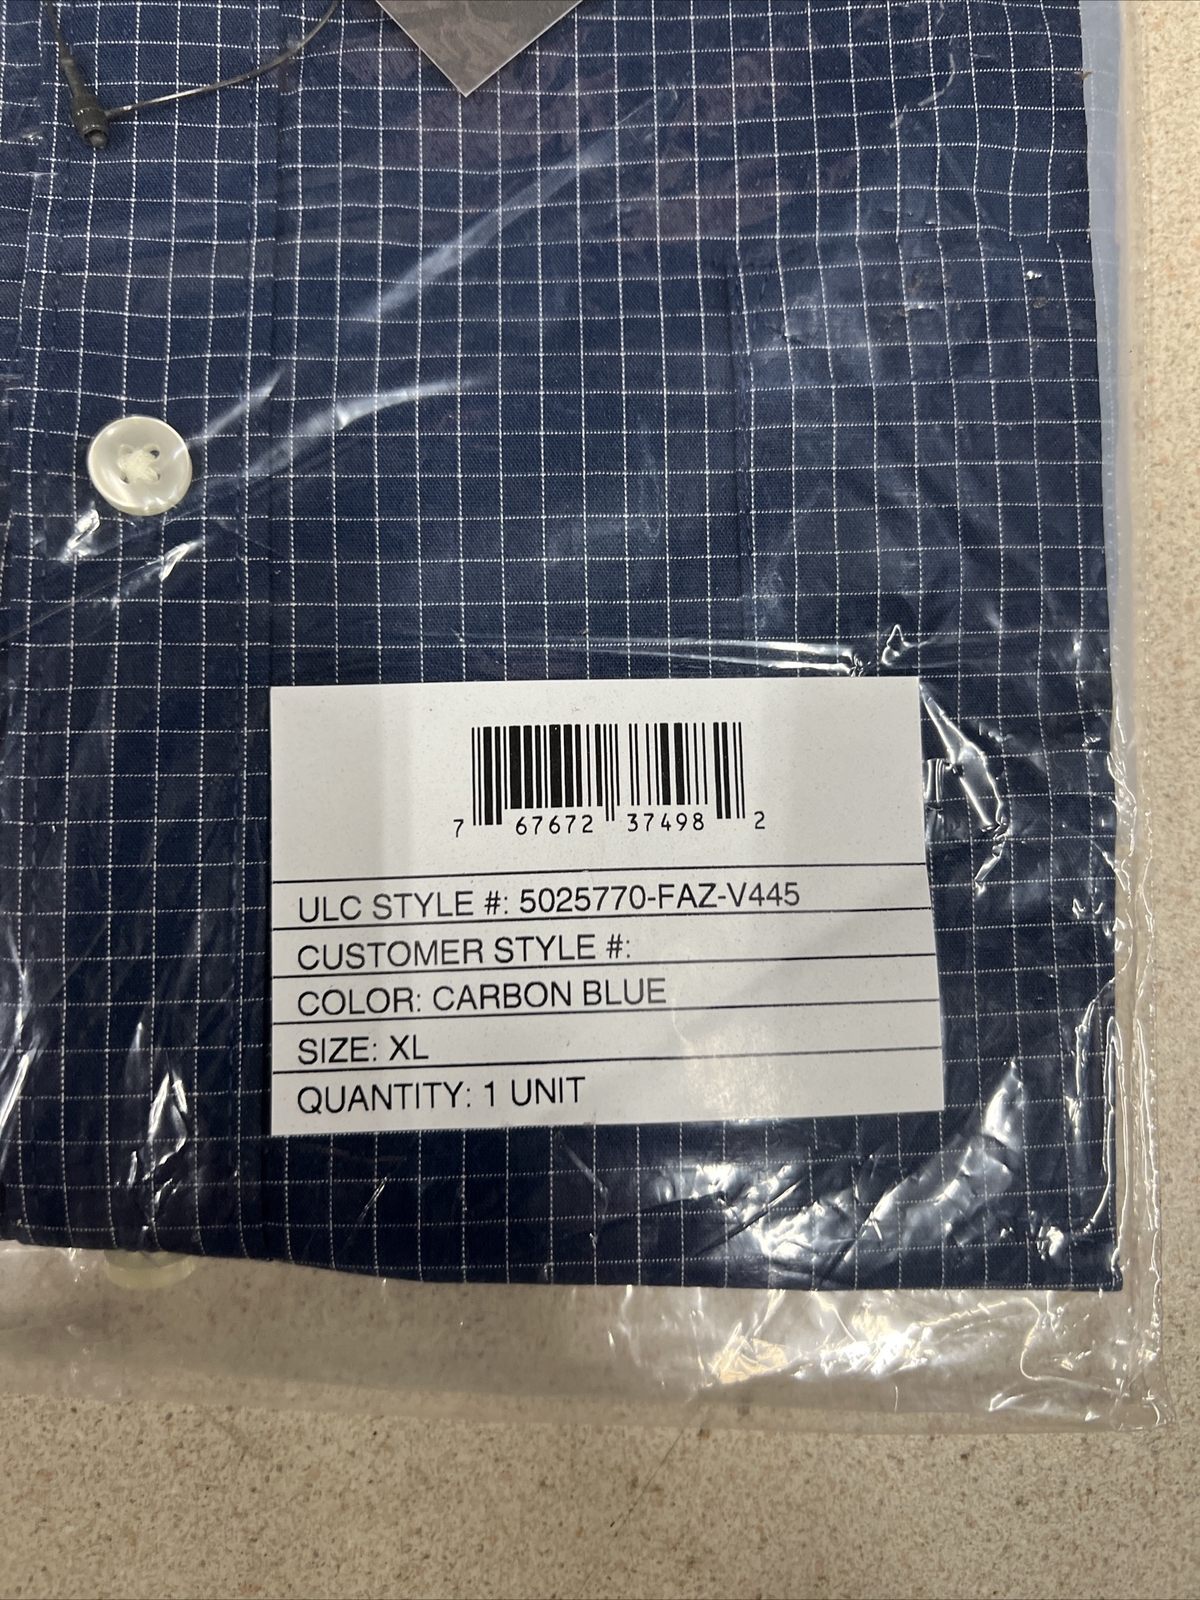 7 67672 37498 2
ULC STYLE #: 5025770-FAZ-V445
CUSTOMER STYLE #:
COLOR: CARBON BLUE
SIZE: XL
QUANTITY: 1 UNIT